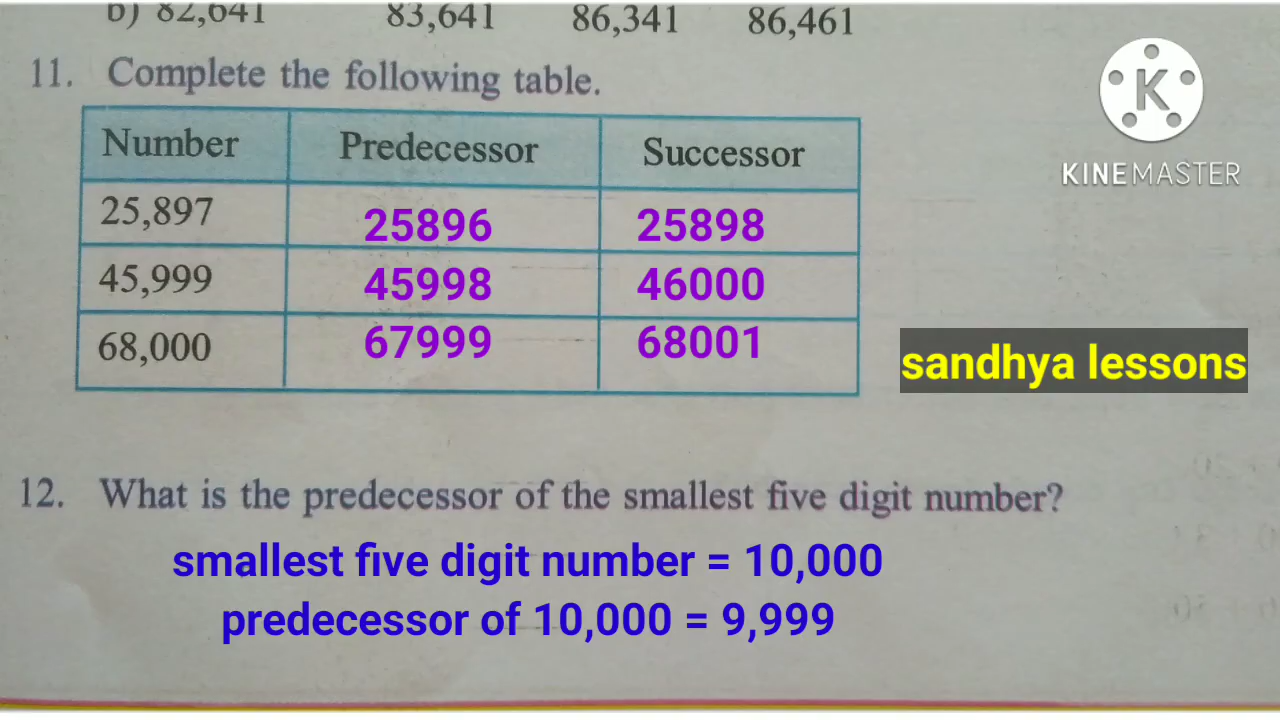 b) 82,641 83,641 86,341 86,461
11. Complete the following table.
Number Predecessor Successor
25,897 25896 25898
45,999 45998 46000
68,000 67999 68001
K
KINEMASTER
sandhya lessons
12. What is the predecessor of the smallest five digit number?
smallest five digit number = 10,000
predecessor of 10,000 = 9,999